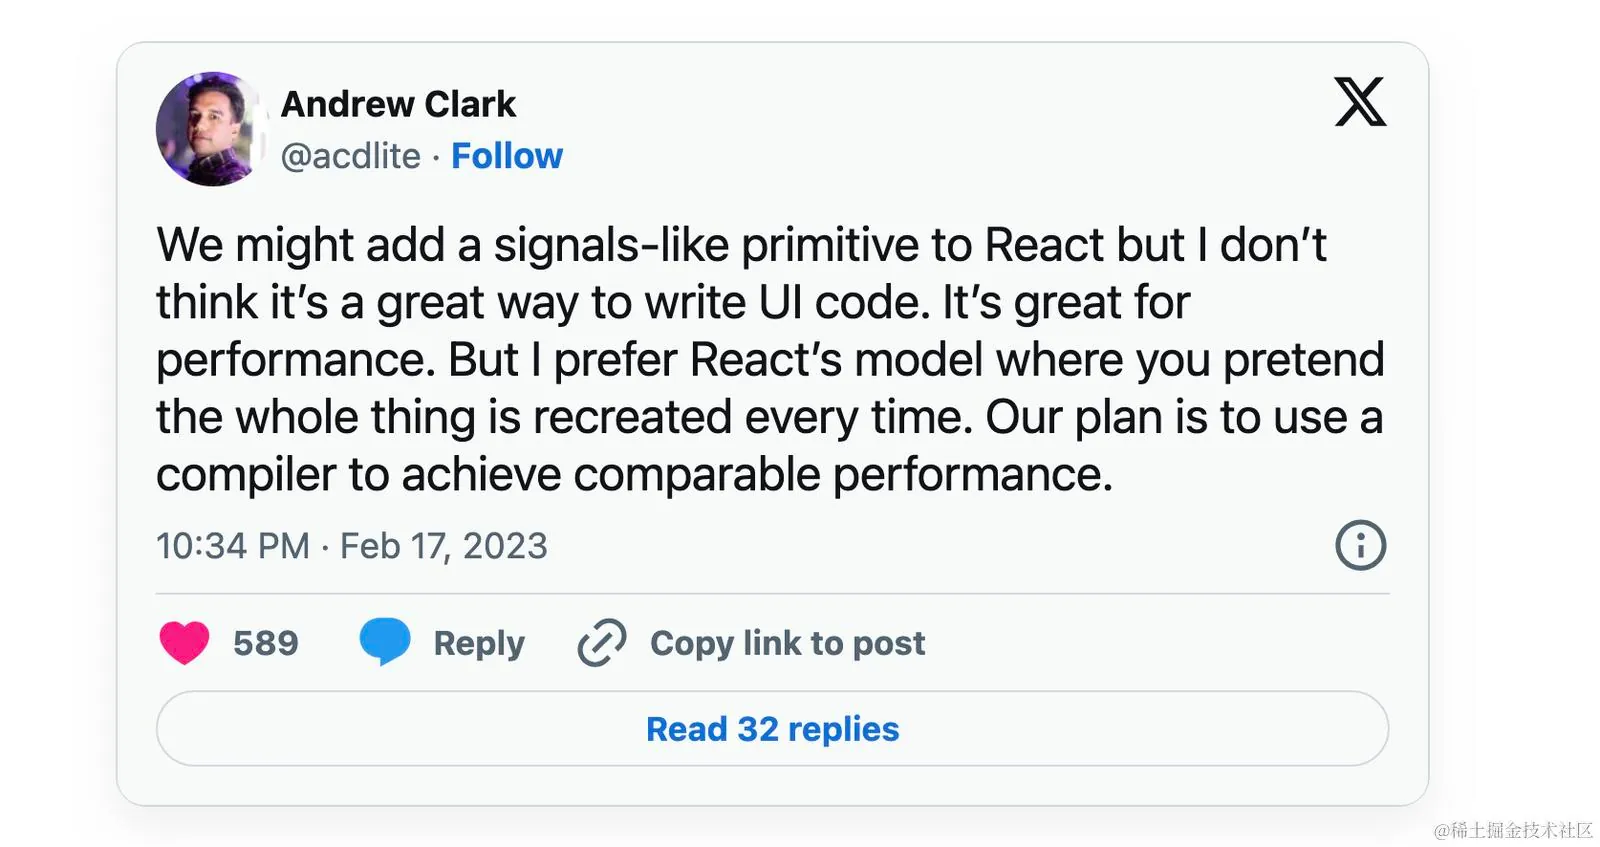 Andrew Clark
@acdlite · Follow
We might add a signals-like primitive to React but I don’t
think it’s a great way to write UI code. It’s great for
performance. But I prefer React’s model where you pretend
the whole thing is recreated every time. Our plan is to use a
compiler to achieve comparable performance.
10:34 PM · Feb 17, 2023
589 Reply Copy link to post
Read 32 replies
@稀土掘金技术社区